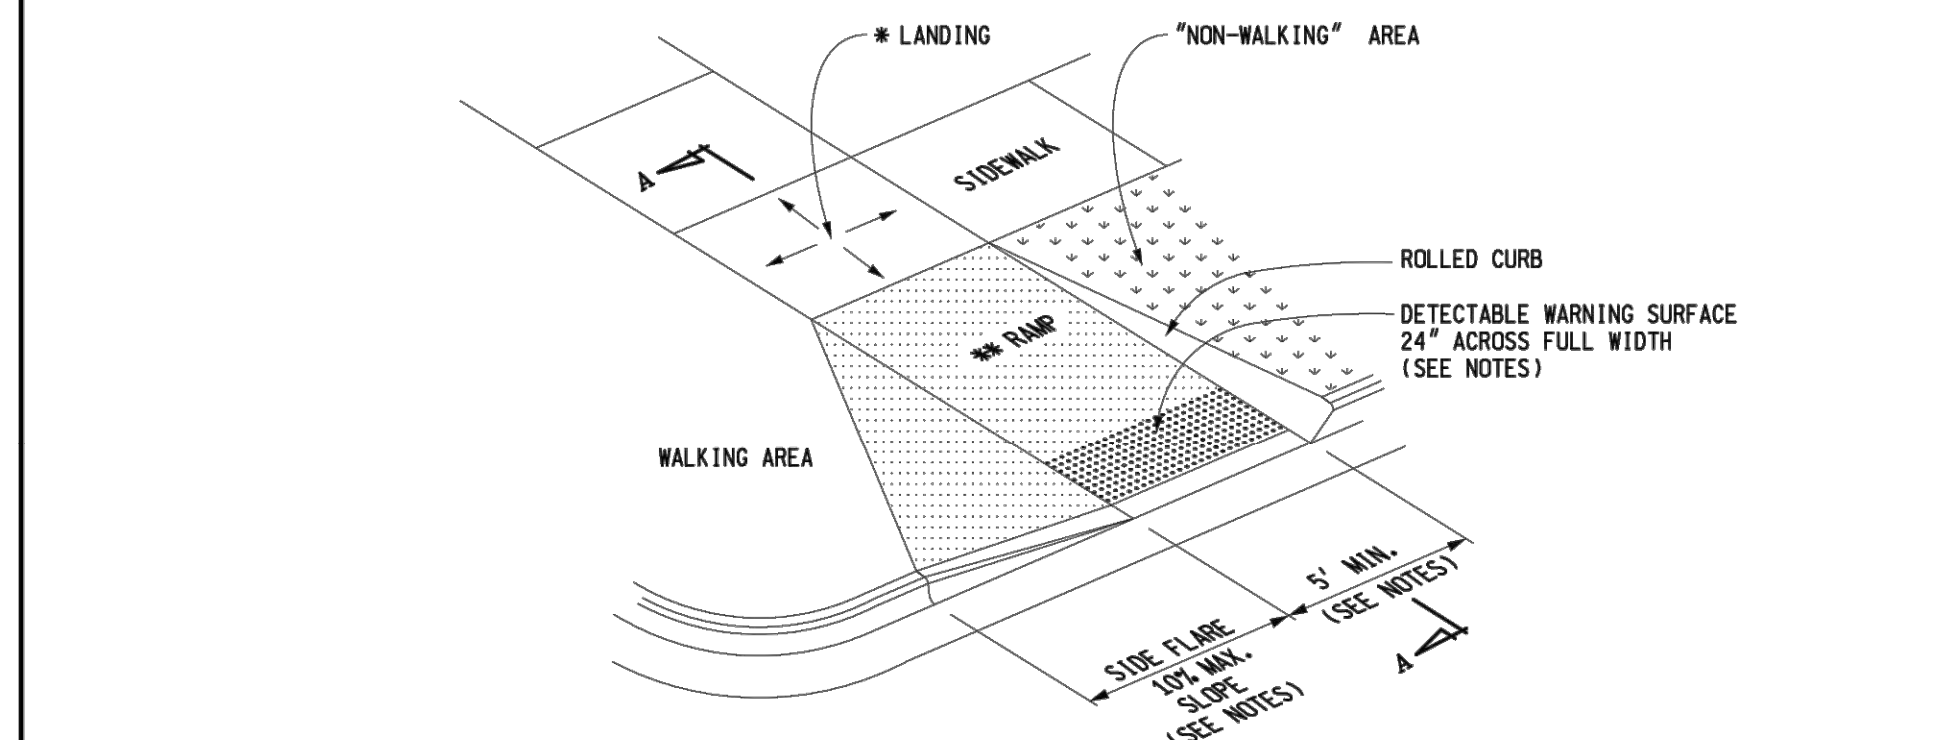 * LANDING
"NON-WALKING" AREA
SIDEWALK
A
ROLLED CURB
** RAMP
DETECTABLE WARNING SURFACE
24" ACROSS FULL WIDTH
(SEE NOTES)
WALKING AREA
5' MIN.
(SEE NOTES)
SIDE FLARE
10% MAX.
SLOPE
(SEE NOTES)
A